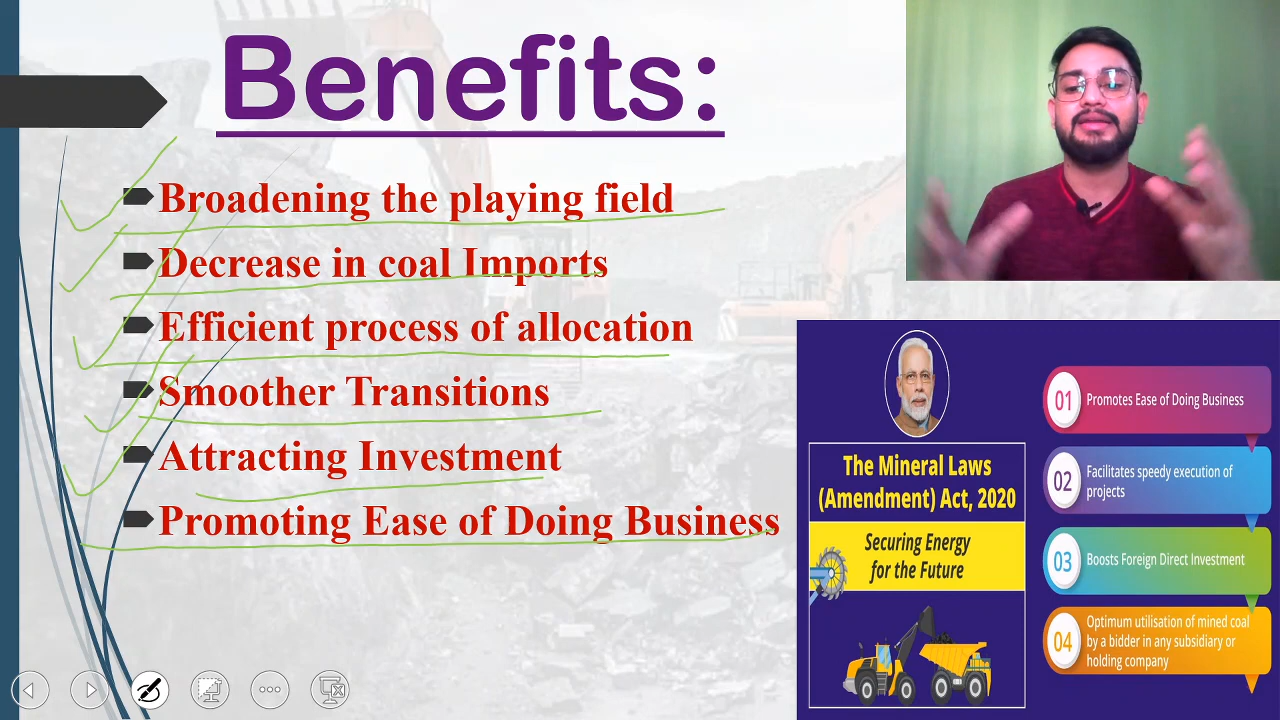 Benefits:
Broadening the playing field
Decrease in coal Imports
Efficient process of allocation
Smoother Transitions
Attracting Investment
Promoting Ease of Doing Business
The Mineral Laws
(Amendment) Act, 2020
Securing Energy
for the Future
01 Promotes Ease of Doing Business
02 Facilitates speedy execution of
projects
03 Boosts Foreign Direct Investment
04 Optimum utilisation of mined coal
by a bidder in any subsidiary or
holding company